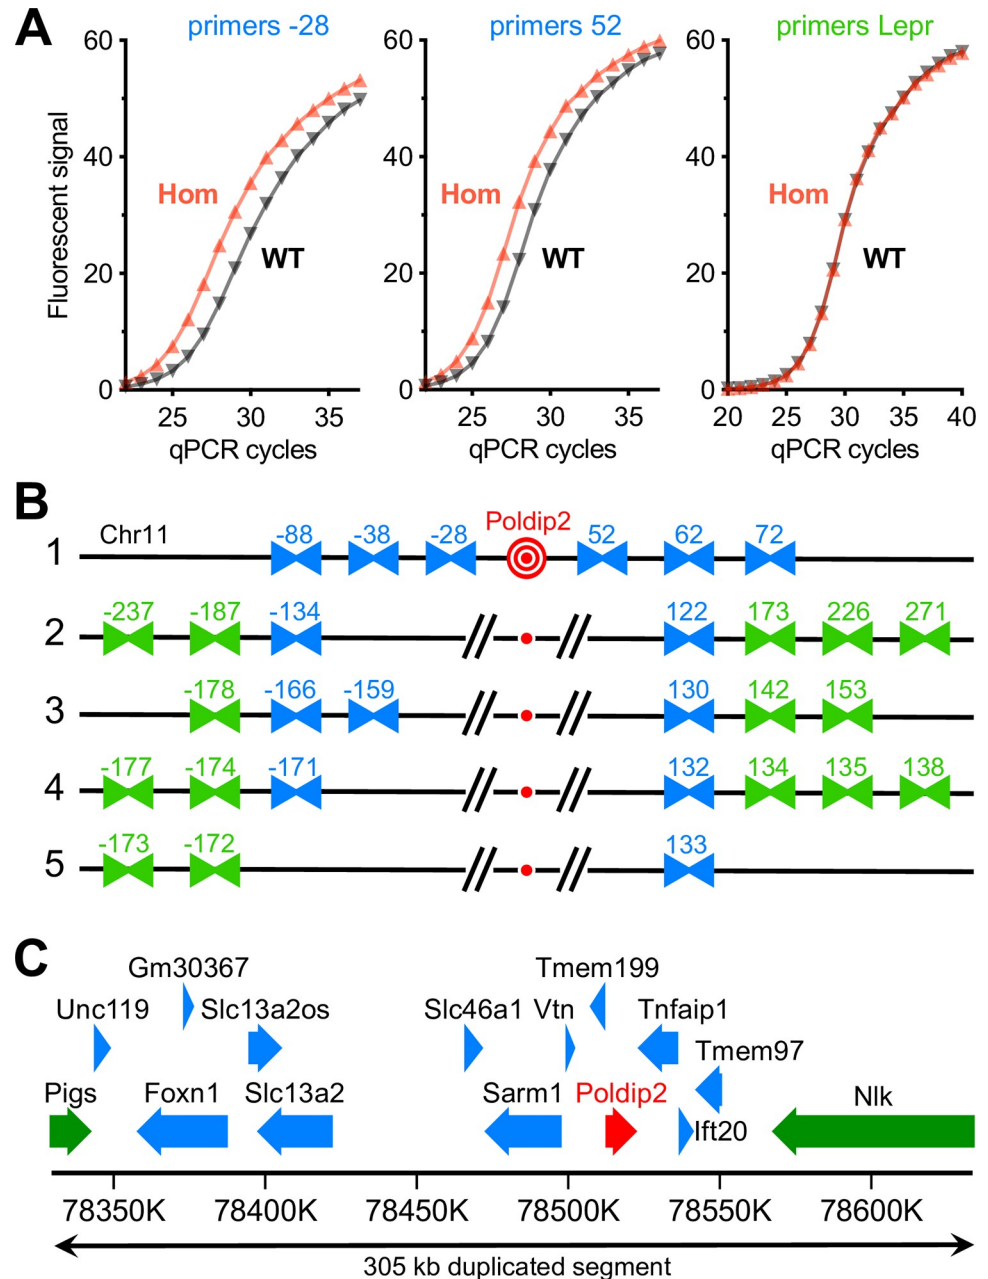 A
primers -28
primers 52
primers Lepr
60
40
20
0
Fluorescent signal
Hom
WT
25
30
35
qPCR cycles
60
40
20
0
Hom
WT
25
30
35
qPCR cycles
60
40
20
0
Hom
WT
20
25
30
35
40
qPCR cycles
B
1
Chr11
-88
-38
-28
Poldip2
52
62
72
2
-237
-187
-134
122
173
226
271
3
-178
-166
-159
130
142
153
4
-177
-174
-171
132
134
135
138
5
-173
-172
133
C
Gm30367
Tmem199
Unc119
Slc13a2os
Slc46a1
Vtn
Tnfaip1
Tmem97
Pigs
Foxn1
Slc13a2
Sarm1
Poldip2
Nlk
Ift20
78350K
78400K
78450K
78500K
78550K
78600K
305 kb duplicated segment